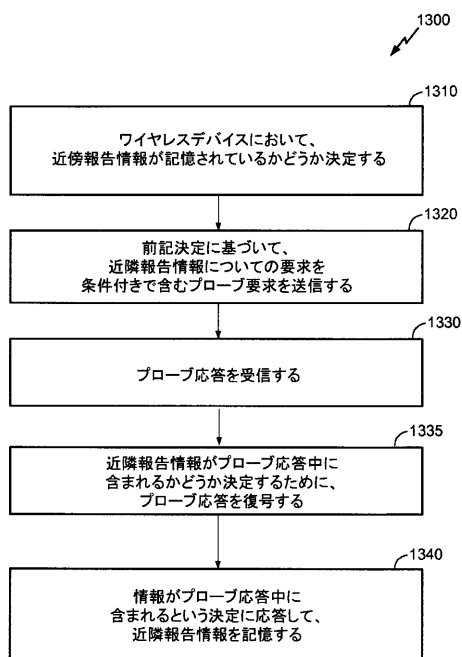 1300
1310
ワイヤレスデバイスにおいて、
近傍報告情報が記憶されているかどうか決定する
1320
前記決定に基づいて、
近隣報告情報についての要求を
条件付きで含むプローブ要求を送信する
1330
プローブ応答を受信する
1335
近隣報告情報がプローブ応答中に
含まれるかどうか決定するために、
プローブ応答を復号する
1340
情報がプローブ応答中に
含まれるという決定に応答して、
近隣報告情報を記憶する